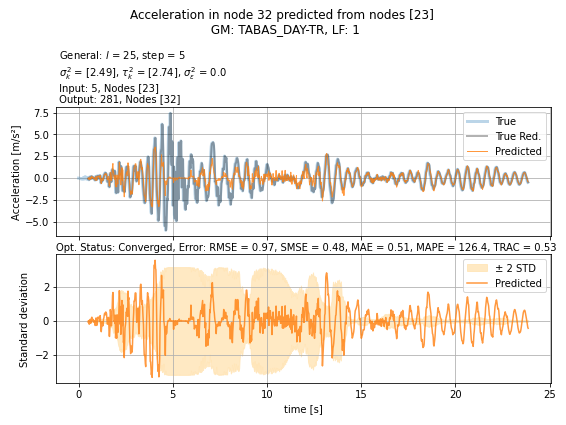 Acceleration in node 32 predicted from nodes [23]
GM: TABAS_DAY-TR, LF: 1
General: l = 25, step = 5
σ_k² = [2.49], τ_k² = [2.74], σ_ε² = 0.0
Input: 5, Nodes [23]
Output: 281, Nodes [32]
Acceleration [m/s²]
7.5
5.0
2.5
0.0
−2.5
−5.0
True
True Red.
Predicted
Opt. Status: Converged, Error: RMSE = 0.97, SMSE = 0.48, MAE = 0.51, MAPE = 126.4, TRAC = 0.53
Standard deviation
2
0
−2
± 2 STD
Predicted
0 5 10 15 20 25
time [s]